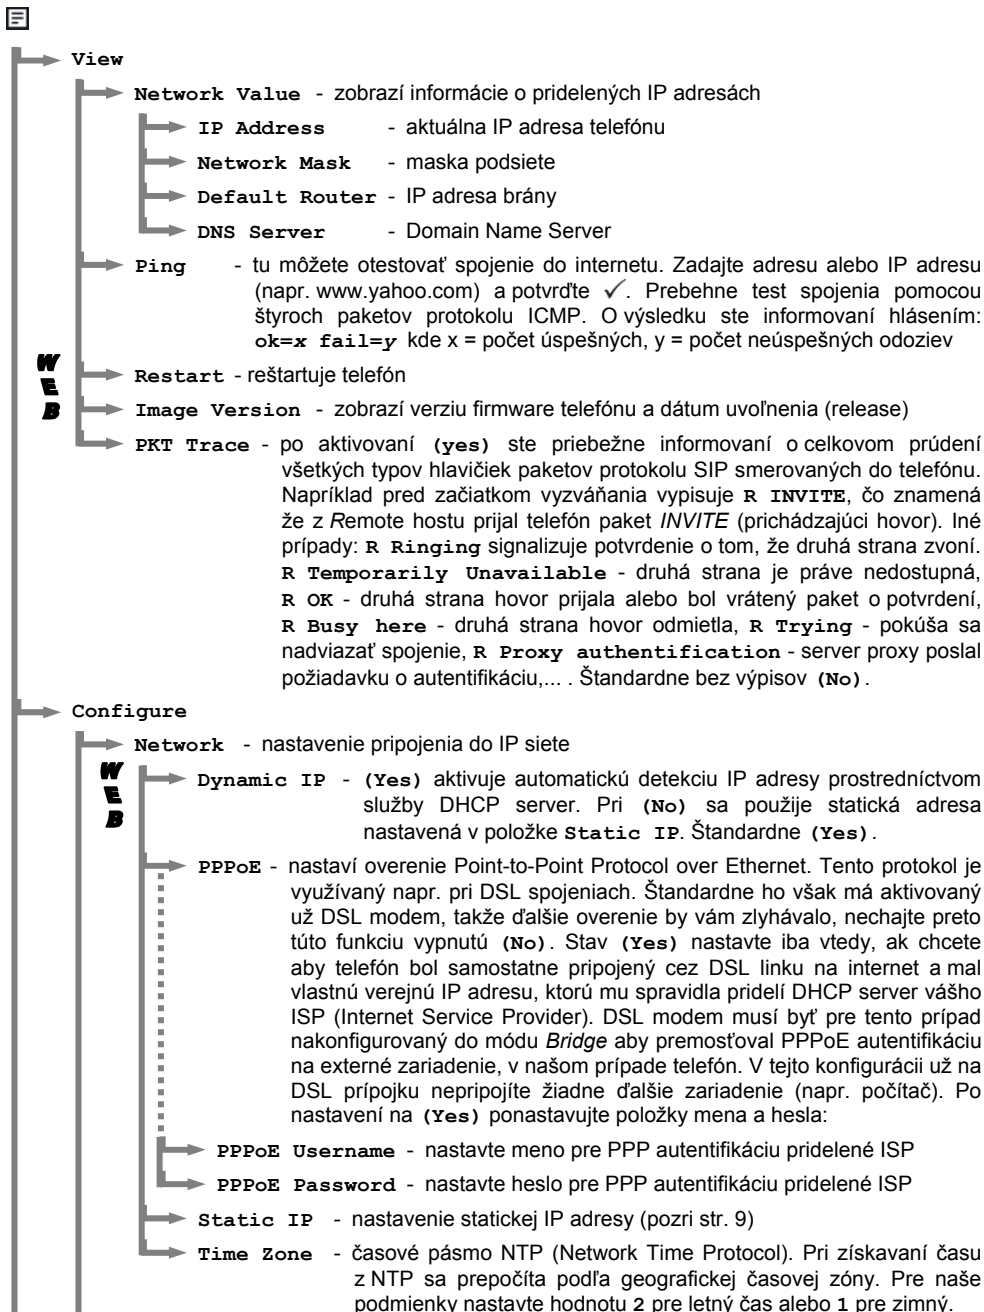 View
Network Value - zobrazí informácie o pridelených IP adresách
IP Address - aktuálna IP adresa telefónu
Network Mask - maska podsiete
Default Router - IP adresa brány
DNS Server - Domain Name Server
Ping - tu môžete otestovať spojenie do internetu. Zadajte adresu alebo IP adresu
(napr. www.yahoo.com) a potvrďte ✓. Prebehne test spojenia pomocou
štyroch paketov protokolu ICMP. O výsledku ste informovaní hlásením:
ok=x fail=y kde x = počet úspešných, y = počet neúspešných odoziev
WEB
Restart - reštartuje telefón
Image Version - zobrazí verziu firmware telefónu a dátum uvoľnenia (release)
PKT Trace - po aktivovaní (yes) ste priebežne informovaní o celkovom prúdení
všetkých typov hlavičiek paketov protokolu SIP smerovaných do telefónu.
Napríklad pred začiatkom vyzváňania vypisuje R INVITE, čo znamená
že z Remote hostu prijal telefón paket INVITE (prichádzajúci hovor). Iné
prípady: R Ringing signalizuje potvrdenie o tom, že druhá strana zvoní.
R Temporarily Unavailable - druhá strana je práve nedostupná,
R OK - druhá strana hovor prijala alebo bol vrátený paket o potvrdení,
R Busy here - druhá strana hovor odmietla, R Trying - pokúša sa
nadviazať spojenie, R Proxy authentification - server proxy poslal
požiadavku o autentifikáciu,... . Štandardne bez výpisov (No).
Configure
Network - nastavenie pripojenia do IP siete
WEB
Dynamic IP - (Yes) aktivuje automatickú detekciu IP adresy prostredníctvom
služby DHCP server. Pri (No) sa použije statická adresa
nastavená v položke Static IP. Štandardne (Yes).
PPPoE - nastaví overenie Point-to-Point Protocol over Ethernet. Tento protokol je
využívaný napr. pri DSL spojeniach. Štandardne ho však má aktivovaný
už DSL modem, takže ďalšie overenie by vám zlyhávalo, nechajte preto
túto funkciu vypnutú (No). Stav (Yes) nastavte iba vtedy, ak chcete
aby telefón bol samostatne pripojený cez DSL linku na internet a mal
vlastnú verejnú IP adresu, ktorú mu spravidla pridelí DHCP server vášho
ISP (Internet Service Provider). DSL modem musí byť pre tento prípad
nakonfigurovaný do módu Bridge aby premosťoval PPPoE autentifikáciu
na externé zariadenie, v našom prípade telefón. V tejto konfigurácii už na
DSL prípojku nepripojíte žiadne ďalšie zariadenie (napr. počítač). Po
nastavení na (Yes) ponastavujte položky mena a hesla:
PPPoE Username - nastavte meno pre PPP autentifikáciu pridelené ISP
PPPoE Password - nastavte heslo pre PPP autentifikáciu pridelené ISP
Static IP - nastavenie statickej IP adresy (pozri str. 9)
Time Zone - časové pásmo NTP (Network Time Protocol). Pri získavaní času
z NTP sa prepočíta podľa geografickej časovej zóny. Pre naše
podmienky nastavte hodnotu 2 pre letný čas alebo 1 pre zimný.